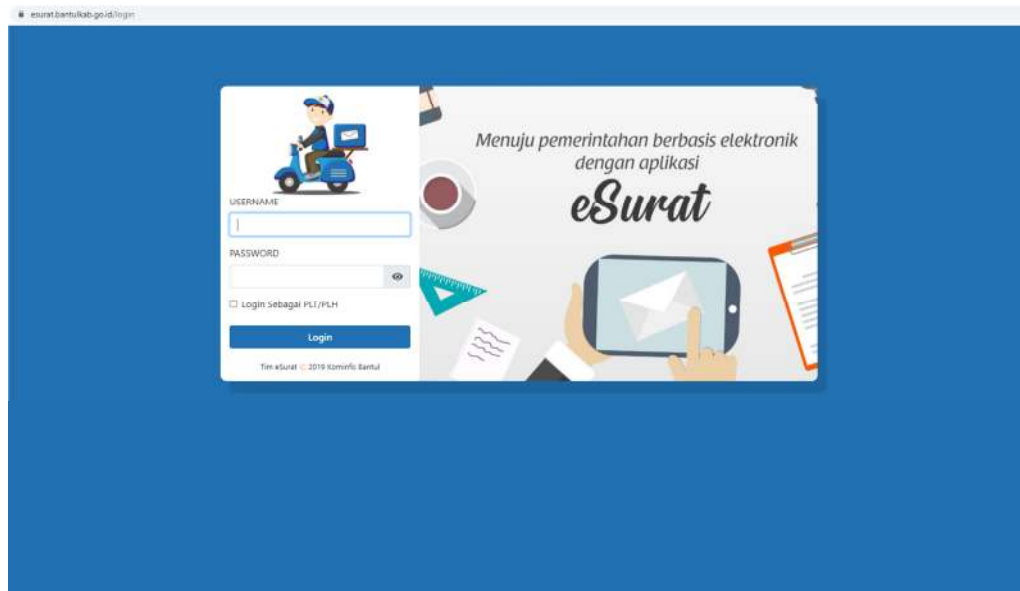 esurat.bantulkab.go.id/login
Menuju pemerintahan berbasis elektronik
dengan aplikasi
eSurat
USERNAME
PASSWORD
Login Sebagai PLT/PLH
Login
Tim eSurat © 2019 Kominfo Bantul